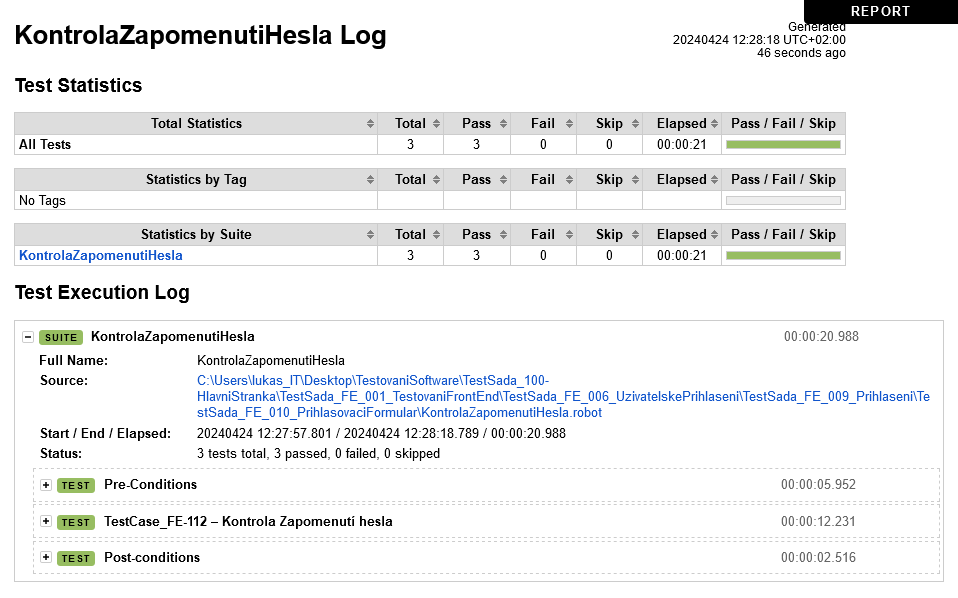 REPORT
KontrolaZapomenutiHesla Log
Generated
20240424 12:28:18 UTC+02:00
46 seconds ago
Test Statistics
Total Statistics Total Pass Fail Skip Elapsed Pass / Fail / Skip
All Tests 3 3 0 0 00:00:21
Statistics by Tag Total Pass Fail Skip Elapsed Pass / Fail / Skip
No Tags
Statistics by Suite Total Pass Fail Skip Elapsed Pass / Fail / Skip
KontrolaZapomenutiHesla 3 3 0 0 00:00:21
Test Execution Log
SUITE KontrolaZapomenutiHesla 00:00:20.988
Full Name: KontrolaZapomenutiHesla
Source: C:\Users\lukas_IT\Desktop\TestovaniSoftware\TestSada_100-
HlavniStranka\TestSada_FE_001_TestovaniFrontEnd\TestSada_FE_006_UzivatelskePrihlaseni\TestSada_FE_009_Prihlaseni\Te
stSada_FE_010_PrihlasovaciFormular\KontrolaZapomenutiHesla.robot
Start / End / Elapsed: 20240424 12:27:57.801 / 20240424 12:28:18.789 / 00:00:20.988
Status: 3 tests total, 3 passed, 0 failed, 0 skipped
TEST Pre-Conditions 00:00:05.952
TEST TestCase_FE-112 – Kontrola Zapomenutí hesla 00:00:12.231
TEST Post-conditions 00:00:02.516